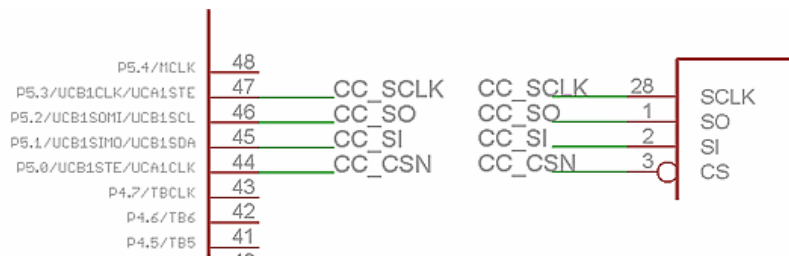 P5.4/MCLK 48
P5.3/UCB1CLK/UCA1STE 47 CC_SCLK CC_SCLK 28 SCLK
P5.2/UCB1SOMI/UCB1SCL 46 CC_SO CC_SO 1 SO
P5.1/UCB1SIMO/UCB1SDA 45 CC_SI CC_SI 2 SI
P5.0/UCB1STE/UCA1CLK 44 CC_CSN CC_CSN 3 CS
P4.7/TBCLK 43
P4.6/TB6 42
P4.5/TB5 41